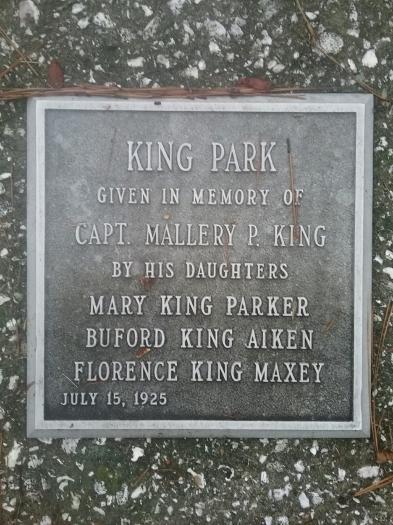 KING PARK
GIVEN IN MEMORY OF
CAPT. MALLERY P. KING
BY HIS DAUGHTERS
MARY KING PARKER
BUFORD KING AIKEN
FLORENCE KING MAXEY
JULY 15, 1925